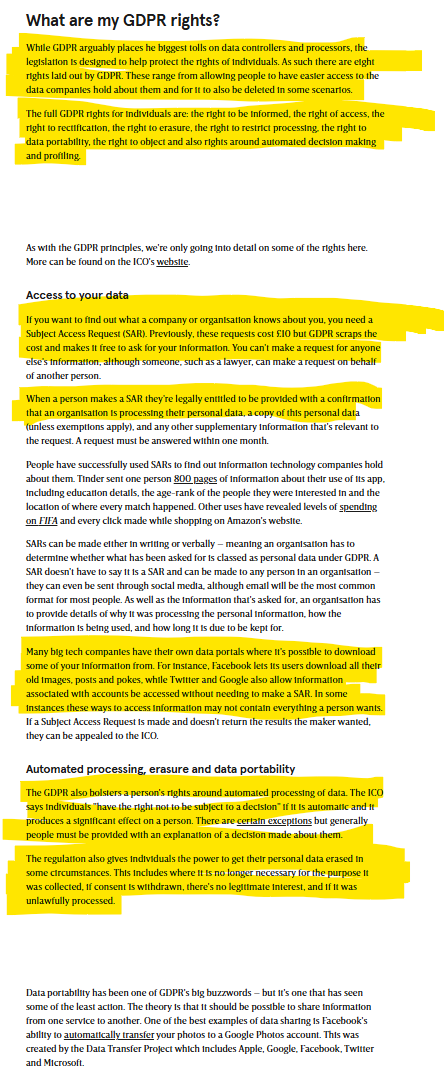 What are my GDPR rights?
While GDPR arguably places he biggest tolls on data controllers and processors, the
legislation is designed to help protect the rights of individuals. As such there are eight
rights laid out by GDPR. These range from allowing people to have easier access to the
data companies hold about them and for it to also be deleted in some scenarios.
The full GDPR rights for individuals are: the right to be informed, the right of access, the
right to rectification, the right to erasure, the right to restrict processing, the right to
data portability, the right to object and also rights around automated decision making
and profiling.
As with the GDPR principles, we're only going into detail on some of the rights here.
More can be found on the ICO's website.
Access to your data
If you want to find out what a company or organisation knows about you, you need a
Subject Access Request (SAR). Previously, these requests cost £10 but GDPR scraps the
cost and makes it free to ask for your information. You can't make a request for anyone
else's information, although someone, such as a lawyer, can make a request on behalf
of another person.
When a person makes a SAR they're legally entitled to be provided with a confirmation
that an organisation is processing their personal data, a copy of this personal data
(unless exemptions apply), and any other supplementary information that's relevant to
the request. A request must be answered within one month.
People have successfully used SARs to find out information technology companies hold
about them. Tinder sent one person 800 pages of information about their use of its app,
including education details, the age-rank of the people they were interested in and the
location of where every match happened. Other uses have revealed levels of spending
on FIFA and every click made while shopping on Amazon's website.
SARs can be made either in writing or verbally – meaning an organisation has to
determine whether what has been asked for is classed as personal data under GDPR. A
SAR doesn't have to say it is a SAR and can be made to any person in an organisation –
they can even be sent through social media, although email will be the most common
format for most people. As well as the information that's asked for, an organisation has
to provide details of why it was processing the personal information, how the
information is being used, and how long it is due to be kept for.
Many big tech companies have their own data portals where it's possible to download
some of your information from. For instance, Facebook lets its users download all their
old images, posts and pokes, while Twitter and Google also allow information
associated with accounts be accessed without needing to make a SAR. In some
instances these ways to access information may not contain everything a person wants.
If a Subject Access Request is made and doesn't return the results the maker wanted,
they can be appealed to the ICO.
Automated processing, erasure and data portability
The GDPR also bolsters a person's rights around automated processing of data. The ICO
says individuals "have the right not to be subject to a decision" if it is automatic and it
produces a significant effect on a person. There are certain exceptions but generally
people must be provided with an explanation of a decision made about them.
The regulation also gives individuals the power to get their personal data erased in
some circumstances. This includes where it is no longer necessary for the purpose it
was collected, if consent is withdrawn, there's no legitimate interest, and if it was
unlawfully processed.
Data portability has been one of GDPR's big buzzwords – but it's one that has seen
some of the least action. The theory is that it should be possible to share information
from one service to another. One of the best examples of data sharing is Facebook's
ability to automatically transfer your photos to a Google Photos account. This was
created by the Data Transfer Project which includes Apple, Google, Facebook, Twitter
and Microsoft.